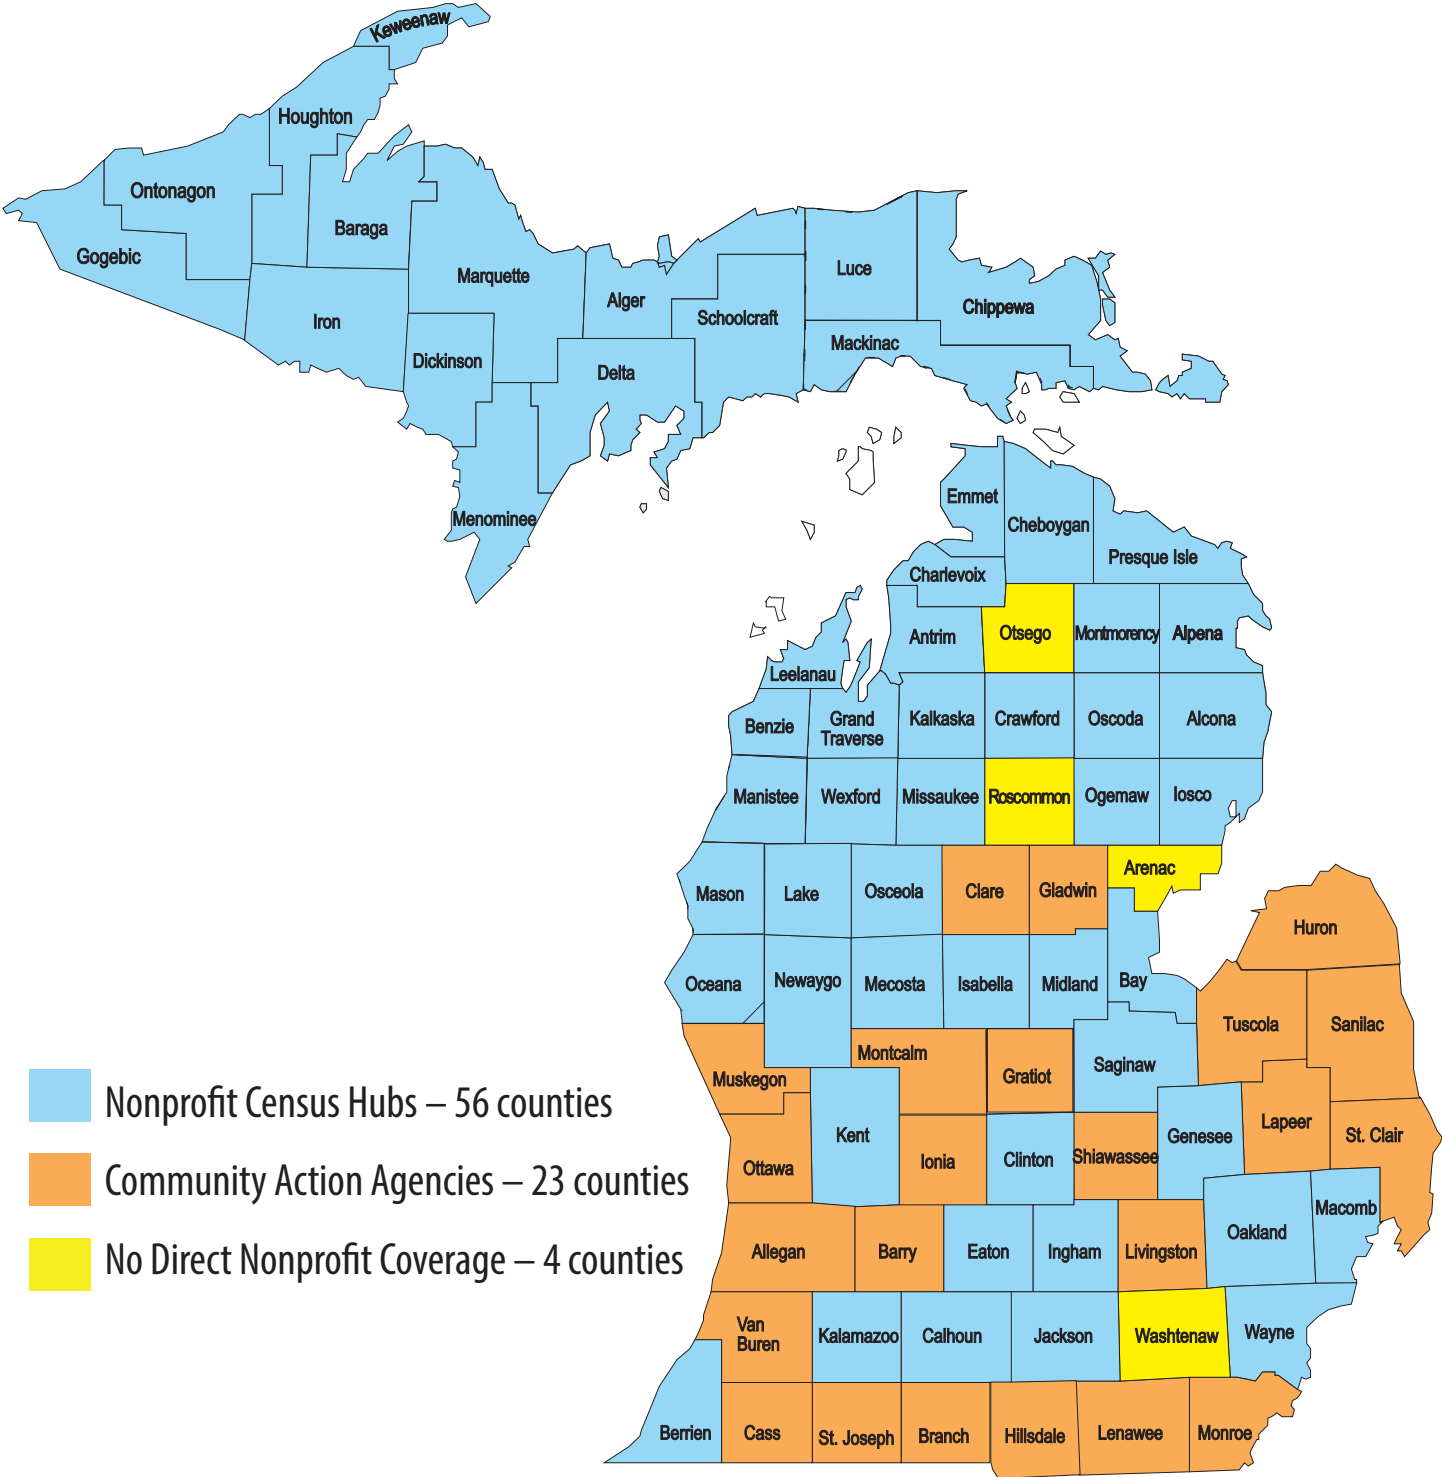 Keweenaw
Houghton
Ontonagon
Baraga
Gogebic
Marquette
Luce
Alger
Chippewa
Iron
Schoolcraft
Mackinac
Dickinson
Delta
Menominee
Emmet
Cheboygan
Presque Isle
Charlevoix
Antrim
Otsego
Montmorency
Alpena
Leelanau
Benzie
Grand
Traverse
Kalkaska
Crawford
Oscoda
Alcona
Manistee
Wexford
Missaukee
Roscommon
Ogemaw
Iosco
Mason
Lake
Osceola
Clare
Gladwin
Arenac
Huron
Oceana
Newaygo
Mecosta
Isabella
Midland
Bay
Tuscola
Sanilac
Muskegon
Montcalm
Gratiot
Saginaw
Nonprofit Census Hubs – 56 counties
Kent
Genesee
Lapeer
St. Clair
Ottawa
Ionia
Clinton
Shiawassee
Community Action Agencies – 23 counties
Macomb
Oakland
Allegan
Barry
Eaton
Ingham
Livingston
No Direct Nonprofit Coverage – 4 counties
Van
Buren
Kalamazoo
Calhoun
Jackson
Washtenaw
Wayne
Berrien
Cass
St. Joseph
Branch
Hillsdale
Lenawee
Monroe